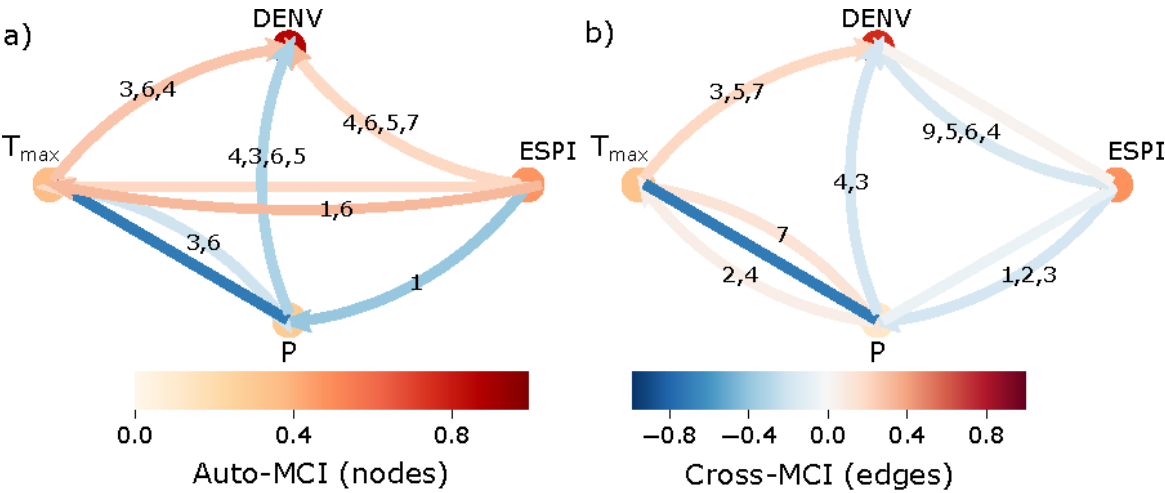 a)
DENV
3,6,4
4,6,5,7
Tmax
4,3,6,5
ESPI
1,6
3,6
1
P
b)
DENV
3,5,7
9,5,6,4
Tmax
4,3
ESPI
7
2,4
1,2,3
P
0.0 0.4 0.8
Auto-MCI (nodes)
−0.8 −0.4 0.0 0.4 0.8
Cross-MCI (edges)